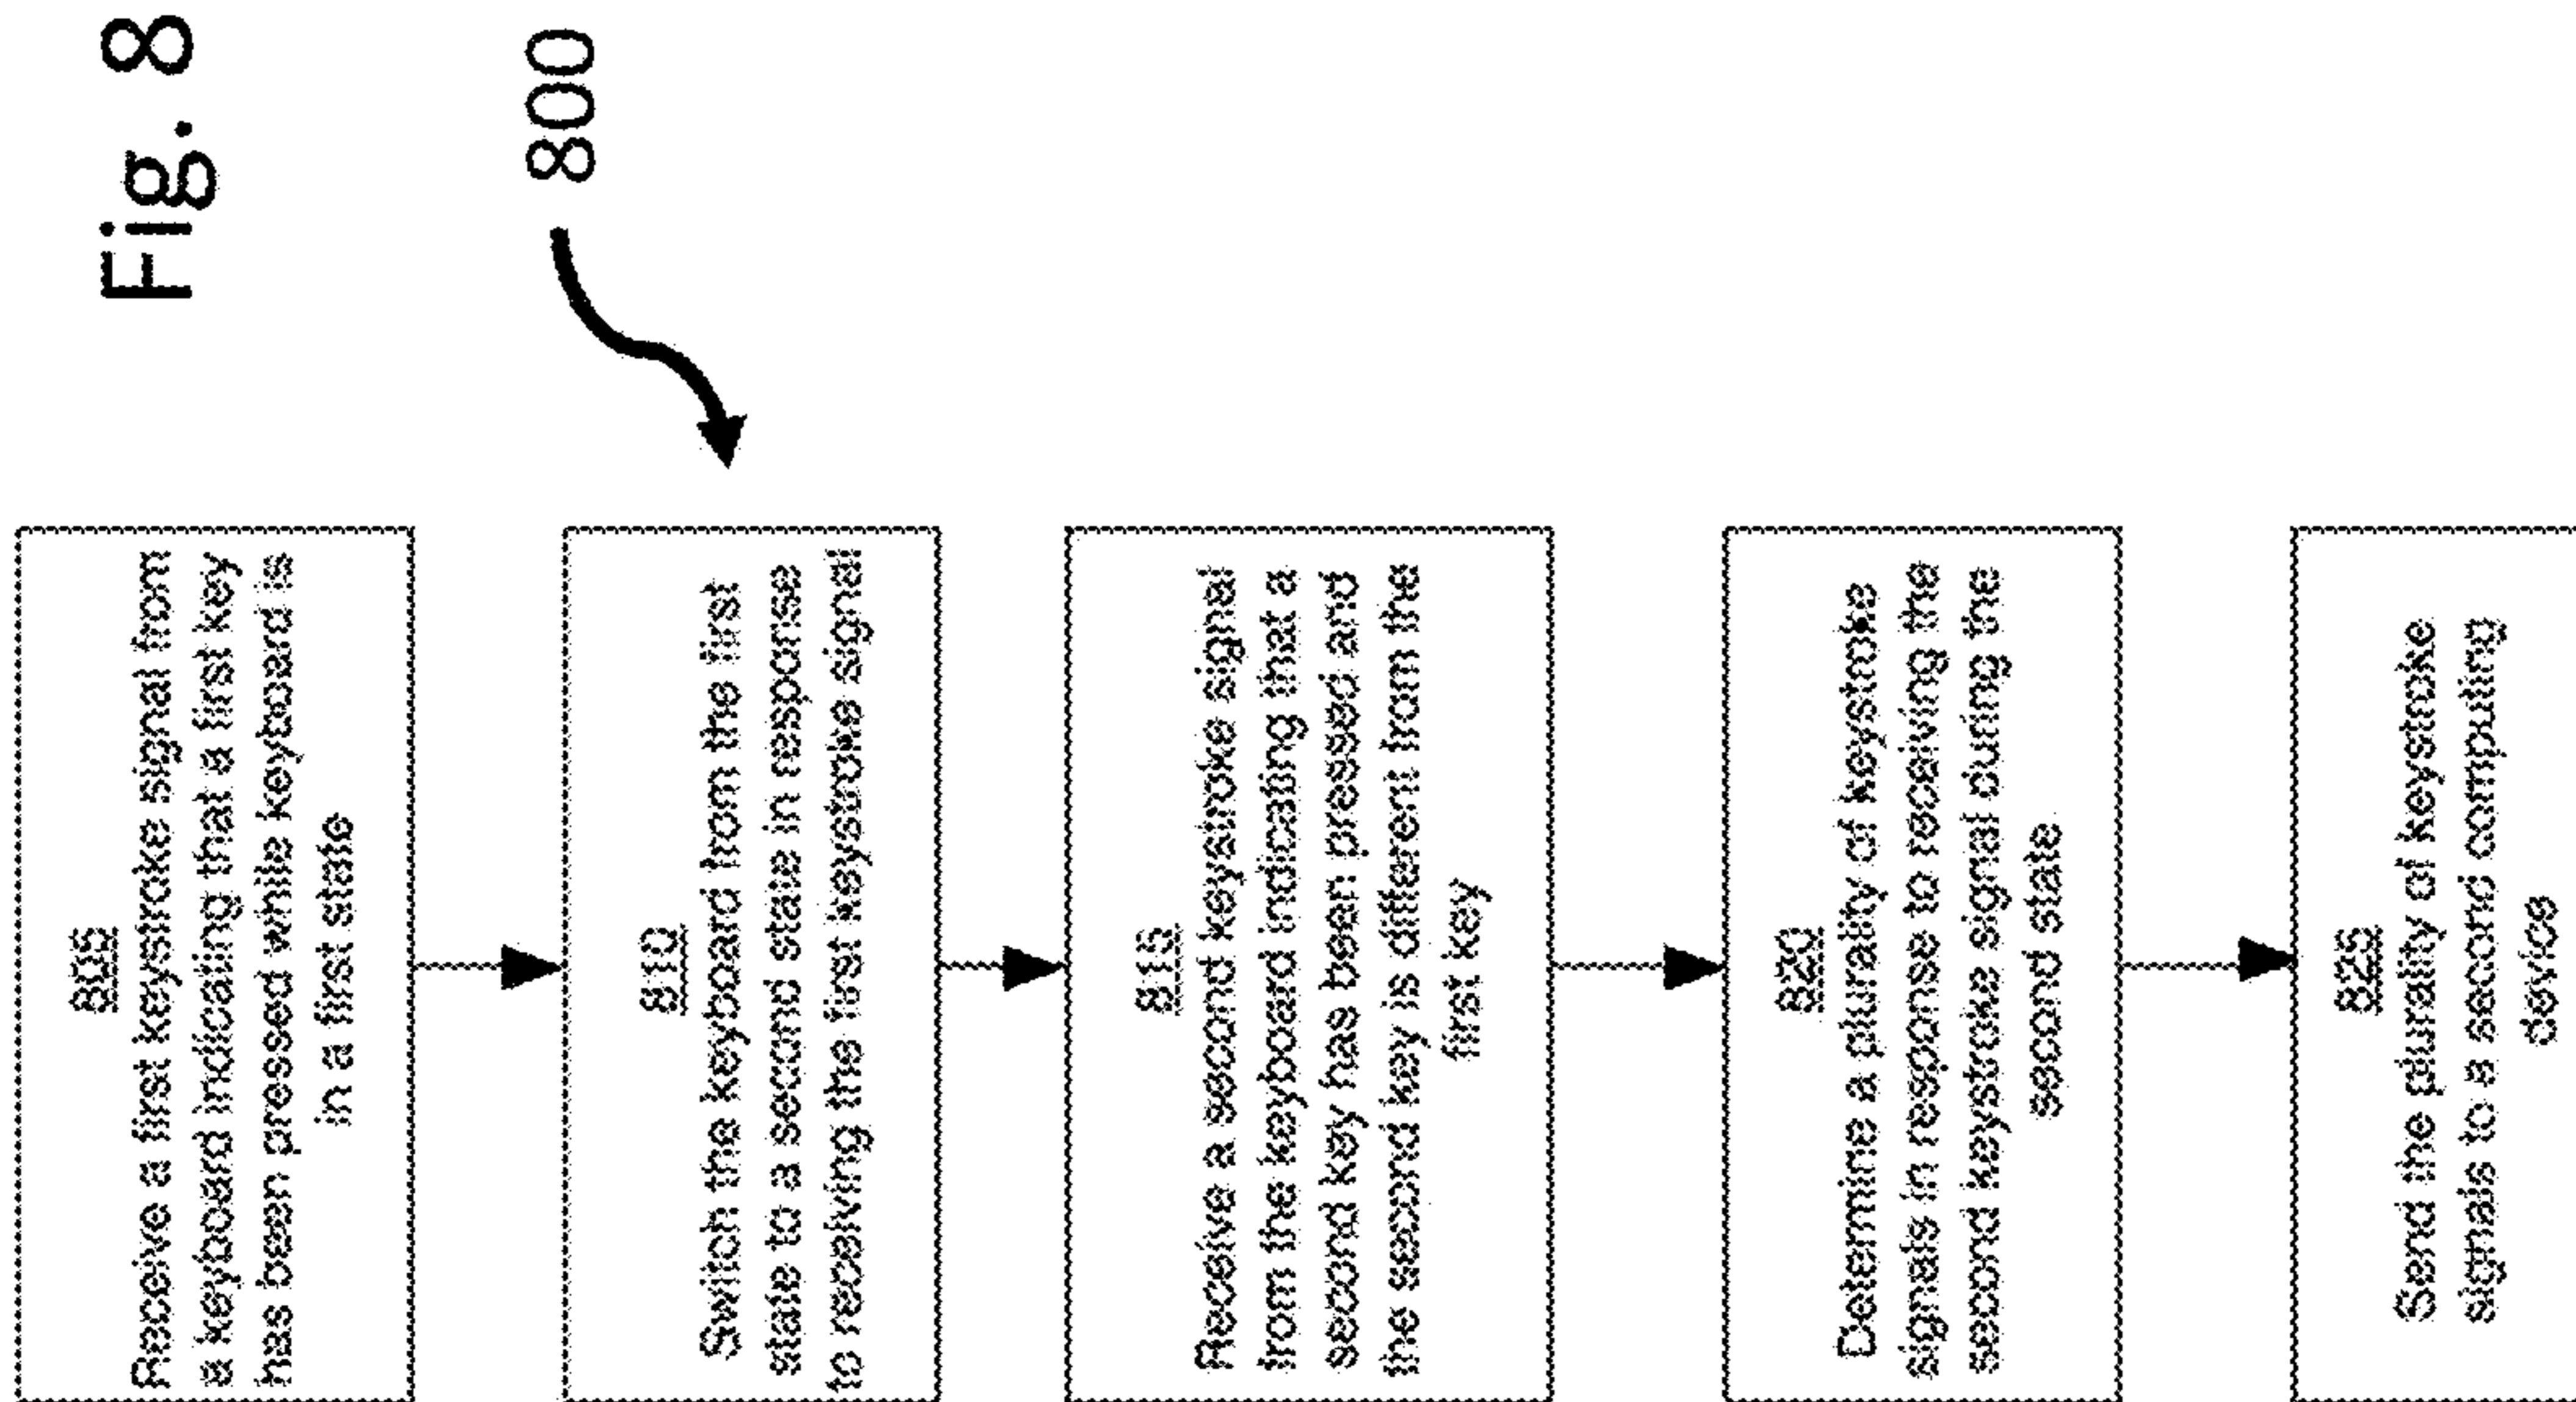 Fig. 8
800
805
Receive a first keystroke signal from
a keyboard indicating that a first key
has been pressed while keyboard is
in a first state
810
Switch the keyboard from the first
state to a second state in response
to receiving the first keystroke signal
815
Receive a second keystroke signal
from the keyboard indicating that a
second key has been pressed and
the second key is different from the
first key
820
Determine a plurality of keystroke
signals in response to receiving the
second keystroke signal during the
second state
825
Send the plurality of keystroke
signals to a second computing
device